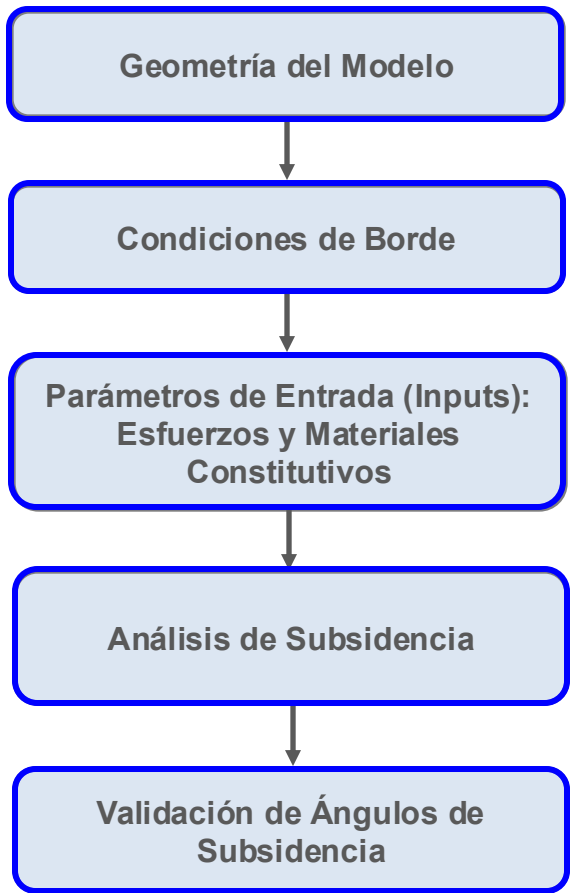 Geometría del Modelo
Condiciones de Borde
Parámetros de Entrada (Inputs):
Esfuerzos y Materiales
Constitutivos
Análisis de Subsidencia
Validación de Ángulos de
Subsidencia